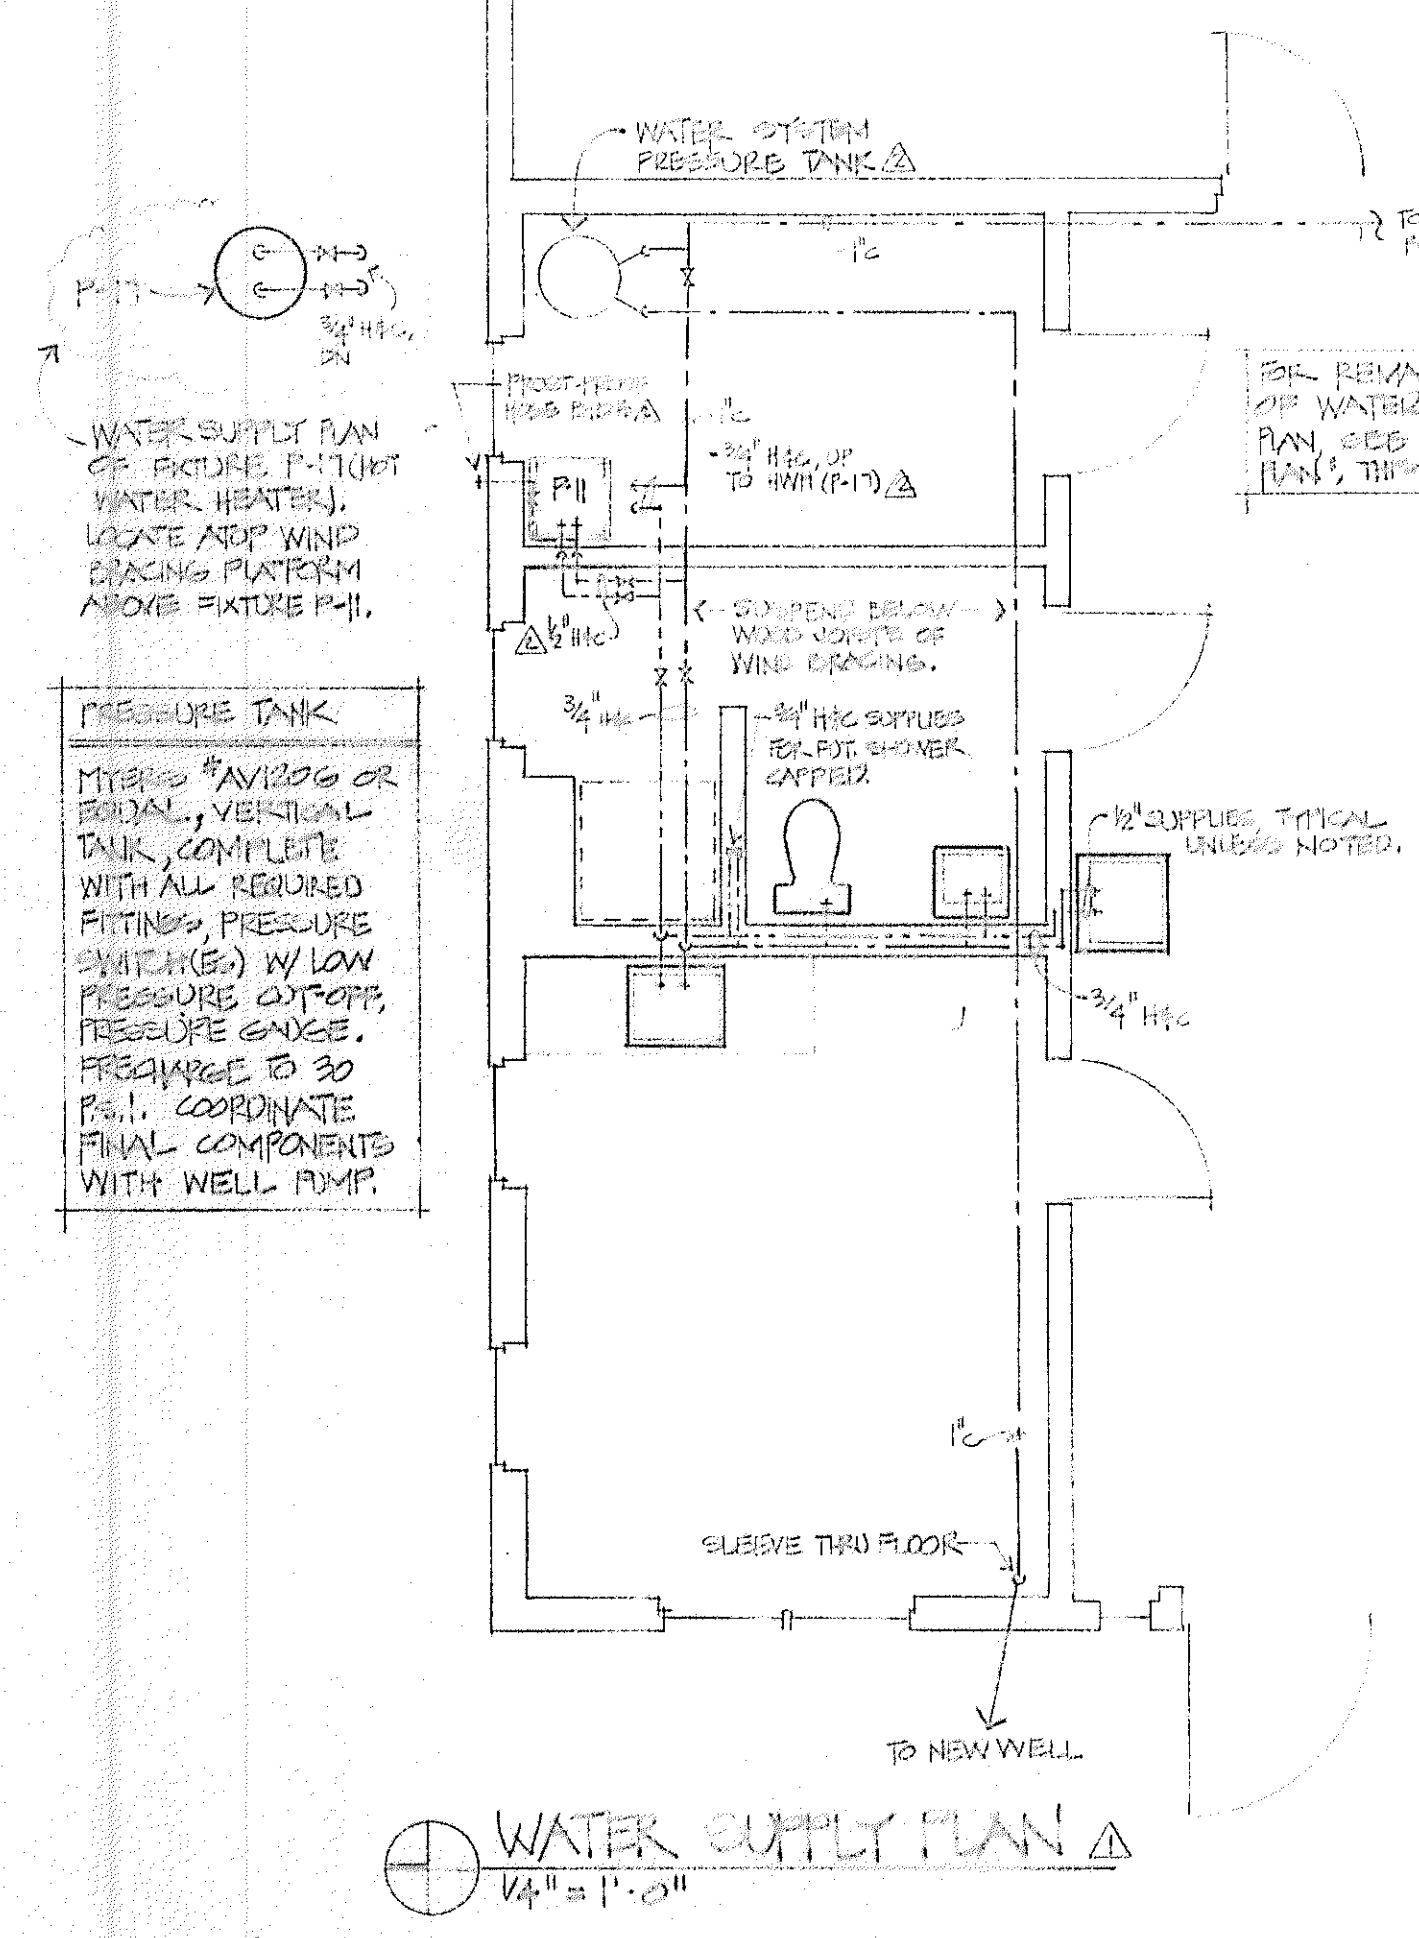 WATER SYSTEM
PRESSURE TANK 2
1"C
TO
P-17
3/4" H&C,
DN
FROST-PROOF
HOSE BIBB 2
WATER SUPPLY PLAN
OF FIXTURE P-17 (HOT
WATER HEATER).
LOCATE ATOP WIND
BRACING PLATFORM
ABOVE FIXTURE P-11.
1"C
3/4" H&C, UP
TO HWH (P-17) 2
P-11
FOR REMA
OF WATER
PLAN, SEE
PLAN", THIS
SUSPEND BELOW
WOOD JOISTS OF
WIND BRACING.
2 1/2" H&C
3/4" H&C
3/4" H&C SUPPLIES
FOR FUT. SHOWER
CAPPED.
1/2" SUPPLIES, TYPICAL
UNLESS NOTED.
3/4" H&C
PRESSURE TANK
MYERS #AV120G OR
EQUAL, VERTICAL
TANK, COMPLETE
WITH ALL REQUIRED
FITTINGS, PRESSURE
SWITCH(ES) W/ LOW
PRESSURE CUT-OFF,
PRESSURE GAUGE.
PRECHARGE TO 30
P.S.I. COORDINATE
FINAL COMPONENTS
WITH WELL PUMP.
1"C
SLEEVE THRU FLOOR
TO NEW WELL
WATER SUPPLY PLAN 1
1/4" = 1'-0"